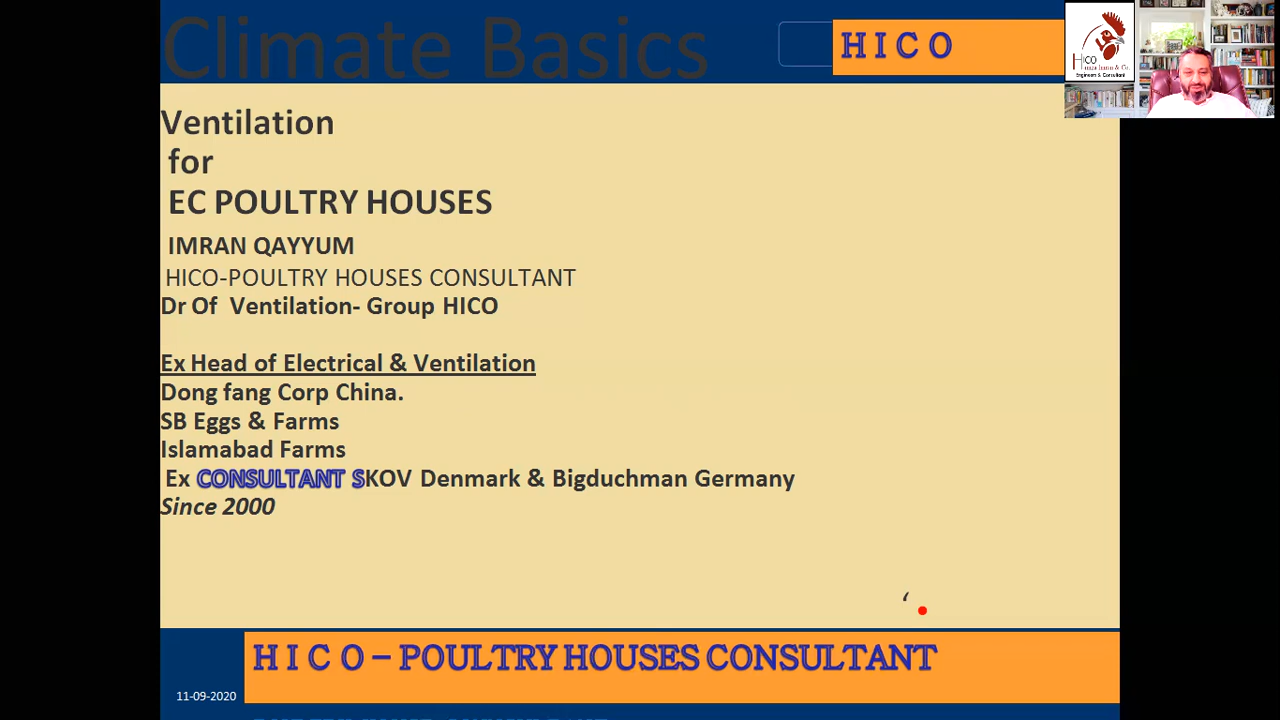 Climate Basics
H I C O
HICO
Engineers & Consultant
Ventilation
for
EC POULTRY HOUSES
IMRAN QAYYUM
HICO-POULTRY HOUSES CONSULTANT
Dr Of Ventilation- Group HICO
Ex Head of Electrical & Ventilation
Dong fang Corp China.
SB Eggs & Farms
Islamabad Farms
Ex CONSULTANT SKOV Denmark & Bigduchman Germany
Since 2000
‘
H I C O – POULTRY HOUSES CONSULTANT
11-09-2020